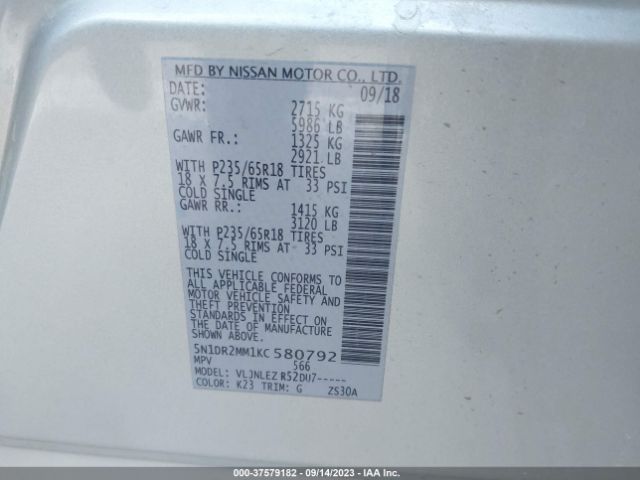 MFD BY NISSAN MOTOR CO., LTD.
DATE: 09/18
GVWR: 2715 KG
5986 LB
GAWR FR.: 1325 KG
2921 LB
WITH P235/65R18 TIRES
18 X 7.5 RIMS AT 33 PSI
COLD SINGLE
GAWR RR.: 1415 KG
3120 LB
WITH P235/65R18 TIRES
18 X 7.5 RIMS AT 33 PSI
COLD SINGLE
THIS VEHICLE CONFORMS TO
ALL APPLICABLE FEDERAL
MOTOR VEHICLE SAFETY AND
THEFT PREVENTION
STANDARDS IN EFFECT ON
THE DATE OF MANUFACTURE
SHOWN ABOVE.
5N1DR2MM1KC 580792
MPV 566
MODEL: VLJNLEZ R52DU7-----
COLOR: K23 TRIM: G ZS30A
000-37579182 - 09/14/2023 - IAA Inc.